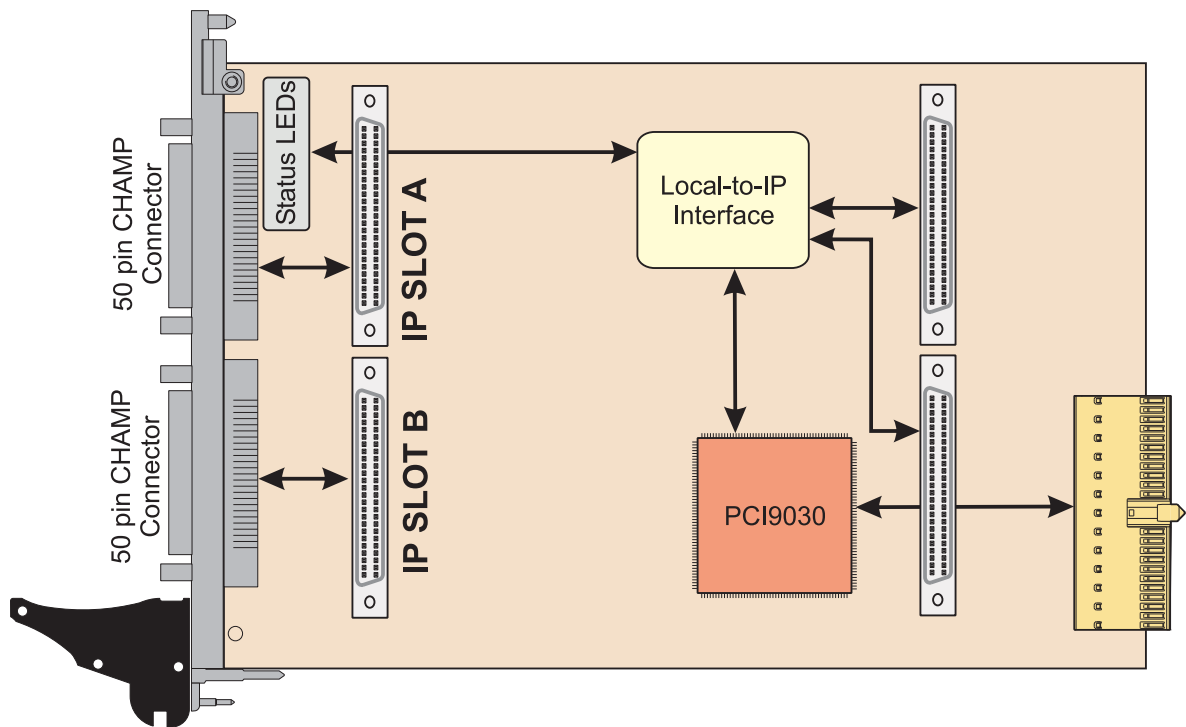 50 pin CHAMP
Connector
Status LEDs
IP SLOT A
Local-to-IP
Interface
50 pin CHAMP
Connector
IP SLOT B
PCI9030